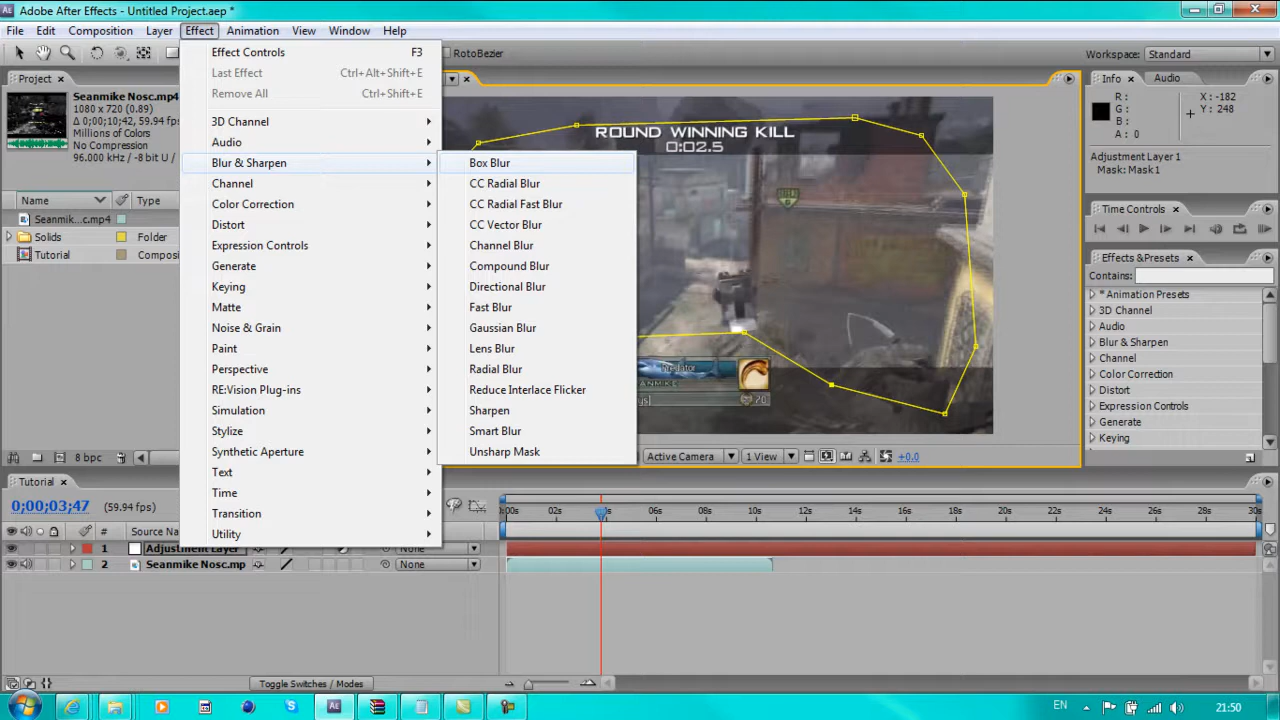 Adobe After Effects - Untitled Project.aep *
File Edit Composition Layer Effect Animation View Window Help
RotoBezier
Workspace: Standard
Project
Seanmike Nosc.mp4
1080 x 720 (0.89)
Δ 0;00;10;42, 59.94 fps)
Millions of Colors
No Compression
96.000 kHz - 8 bit U /
Name Type
Seanmik...c.mp4
Solids Folder
Tutorial Composi
8 bpc
Effect Controls F3
Last Effect Ctrl+Alt+Shift+E
Remove All Ctrl+Shift+E
3D Channel
Audio
Blur & Sharpen
Channel
Color Correction
Distort
Expression Controls
Generate
Keying
Matte
Noise & Grain
Paint
Perspective
RE:Vision Plug-ins
Simulation
Stylize
Synthetic Aperture
Text
Time
Transition
Utility
Box Blur
CC Radial Blur
CC Radial Fast Blur
CC Vector Blur
Channel Blur
Compound Blur
Directional Blur
Fast Blur
Gaussian Blur
Lens Blur
Radial Blur
Reduce Interlace Flicker
Sharpen
Smart Blur
Unsharp Mask
ROUND WINNING KILL
0:02.5
Predator
ANMIKE
70
Active Camera 1 View +0.0
Info Audio
R :
G :
B :
A : 0
X : -182
Y : 248
Adjustment Layer 1
Mask: Mask 1
Time Controls
Effects & Presets
Contains:
* Animation Presets
3D Channel
Audio
Blur & Sharpen
Channel
Color Correction
Distort
Expression Controls
Generate
Keying
Tutorial
0;00;03;47 (59.94 fps)
# Source Na
1 Adjustment Layer None
2 Seanmike Nosc.mp None
:00s 02s 04s 06s 08s 10s 12s 14s 16s 18s 20s 22s 24s 26s 28s 30s
Toggle Switches / Modes
EN 21:50